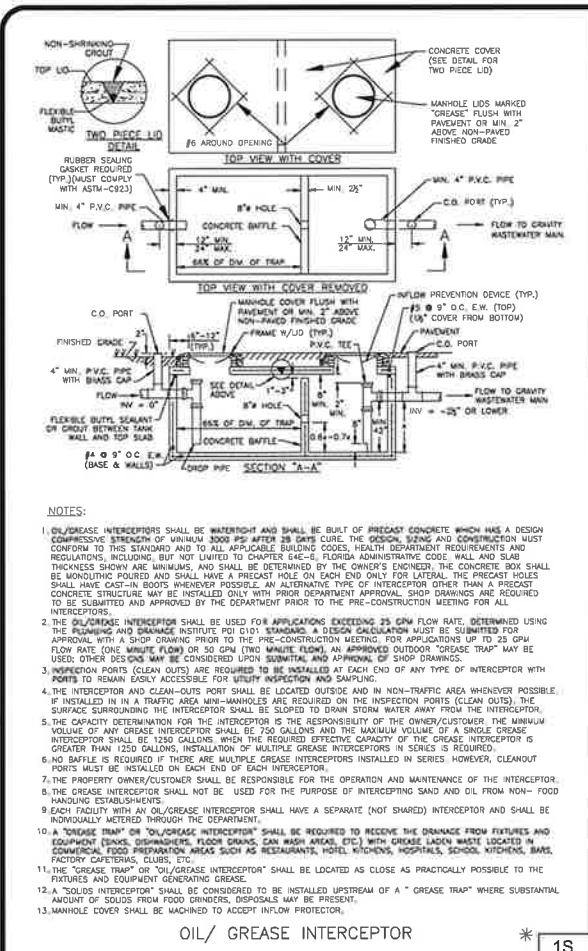 NON-SHRINKING
GROUT
TOP LID
FLEXIBLE
BUTYL
MASTIC
TWO PIECE LID
DETAIL
CONCRETE COVER
(SEE DETAIL FOR
TWO PIECE LID)
MANHOLE LIDS MARKED
"GREASE" FLUSH WITH
PAVEMENT OR MIN. 2"
ABOVE NON-PAVED
FINISHED GRADE
#6 AROUND OPENING
TOP VIEW WITH COVER
RUBBER SEALING
GASKET REQUIRED
(TYP.)(MUST COMPLY
WITH ASTM-C923)
MIN. 4" P.V.C. PIPE
FLOW
A
4" MIN.
MIN. 2½"
8"ø HOLE
CONCRETE BAFFLE
12" MIN.
24" MAX.
66% OF DIM. OF TRAP
12" MIN.
24" MAX.
MIN. 4" P.V.C. PIPE
C.O. PORT (TYP.)
FLOW TO GRAVITY
WASTEWATER MAIN
A
TOP VIEW WITH COVER REMOVED
C.O. PORT
MANHOLE COVER FLUSH WITH
PAVEMENT OR MIN. 2" ABOVE
NON-PAVED FINISHED GRADE
FRAME W/LID (TYP.)
P.V.C. TEE
INFLOW PREVENTION DEVICE (TYP.)
#5 @ 9" O.C. E.W. (TOP)
(1½" COVER FROM BOTTOM)
PAVEMENT
C.O. PORT
FINISHED GRADE
2"
(TYP.)
4" MIN. P.V.C. PIPE
WITH BRASS CAP
FLOW
INV = 0"
SEE DETAIL
ABOVE
1"-3"
8"ø HOLE
6"
MIN.
2"
MIN.
8"
4" MIN. P.V.C. PIPE
WITH BRASS CAP
FLOW TO GRAVITY
WASTEWATER MAIN
INV = -2½" OR LOWER
FLEXIBLE BUTYL SEALANT
OR GROUT BETWEEN TANK
WALL AND TOP SLAB
66% OF DIM. OF TRAP
CONCRETE BAFFLE
MIN.
42"
#4 @ 9" O.C. E.W.
(BASE & WALLS)
DROP PIPE
SECTION "A-A"
NOTES:
1. OIL/GREASE INTERCEPTORS SHALL BE WATERTIGHT AND SHALL BE BUILT OF PRECAST CONCRETE WHICH HAS A DESIGN
COMPRESSIVE STRENGTH OF MINIMUM 3000 PSI AFTER 28 DAYS CURE. THE DESIGN, SIZING AND CONSTRUCTION MUST
CONFORM TO THIS STANDARD AND TO ALL APPLICABLE BUILDING CODES, HEALTH DEPARTMENT REQUIREMENTS AND
REGULATIONS, INCLUDING, BUT NOT LIMITED TO CHAPTER 64E-6, FLORIDA ADMINISTRATIVE CODE. WALL AND SLAB
THICKNESS SHOWN ARE MINIMUMS, AND SHALL BE DETERMINED BY THE OWNER'S ENGINEER. THE CONCRETE BOX SHALL
BE MONOLITHIC POURED AND SHALL HAVE A PRECAST HOLE ON EACH END ONLY FOR LATERAL. THE PRECAST HOLES
SHALL HAVE CAST-IN BOOTS WHENEVER POSSIBLE. AN ALTERNATIVE TYPE OF INTERCEPTOR OTHER THAN A PRECAST
CONCRETE STRUCTURE MAY BE INSTALLED ONLY WITH PRIOR DEPARTMENT APPROVAL. SHOP DRAWINGS ARE REQUIRED
TO BE SUBMITTED AND APPROVED BY THE DEPARTMENT PRIOR TO THE PRE-CONSTRUCTION MEETING FOR ALL
INTERCEPTORS.
2. THE OIL/GREASE INTERCEPTOR SHALL BE USED FOR APPLICATIONS EXCEEDING 25 GPM FLOW RATE, DETERMINED USING
THE PLUMBING AND DRAINAGE INSTITUTE PDI G101 STANDARD. A DESIGN CALCULATION MUST BE SUBMITTED FOR
APPROVAL WITH A SHOP DRAWING PRIOR TO THE PRE-CONSTRUCTION MEETING. FOR APPLICATIONS UP TO 25 GPM
FLOW RATE (ONE MINUTE FLOW) OR 50 GPM (TWO MINUTE FLOW), AN APPROVED OUTDOOR "GREASE TRAP" MAY BE
USED; OTHER DESIGNS MAY BE CONSIDERED UPON SUBMITTAL AND APPROVAL OF SHOP DRAWINGS.
3. INSPECTION PORTS (CLEAN OUTS) ARE REQUIRED TO BE INSTALLED AT EACH END OF ANY TYPE OF INTERCEPTOR WITH
PORTS TO REMAIN EASILY ACCESSIBLE FOR UTILITY INSPECTION AND SAMPLING.
4. THE INTERCEPTOR AND CLEAN-OUTS PORT SHALL BE LOCATED OUTSIDE AND IN NON-TRAFFIC AREA WHENEVER POSSIBLE.
IF INSTALLED IN IN A TRAFFIC AREA MINI-MANHOLES ARE REQUIRED ON THE INSPECTION PORTS (CLEAN OUTS). THE
SURFACE SURROUNDING THE INTERCEPTOR SHALL BE SLOPED TO DRAIN STORM WATER AWAY FROM THE INTERCEPTOR.
5. THE CAPACITY DETERMINATION FOR THE INTERCEPTOR IS THE RESPONSIBILITY OF THE OWNER/CUSTOMER. THE MINIMUM
VOLUME OF ANY GREASE INTERCEPTOR SHALL BE 750 GALLONS AND THE MAXIMUM VOLUME OF A SINGLE GREASE
INTERCEPTOR SHALL BE 1250 GALLONS. WHEN THE REQUIRED EFFECTIVE CAPACITY OF THE GREASE INTERCEPTOR IS
GREATER THAN 1250 GALLONS, INSTALLATION OF MULTIPLE GREASE INTERCEPTORS IN SERIES IS REQUIRED.
6. NO BAFFLE IS REQUIRED IF THERE ARE MULTIPLE GREASE INTERCEPTORS INSTALLED IN SERIES. HOWEVER, CLEANOUT
PORTS MUST BE INSTALLED ON EACH END OF EACH INTERCEPTOR.
7. THE PROPERTY OWNER/CUSTOMER SHALL BE RESPONSIBLE FOR THE OPERATION AND MAINTENANCE OF THE INTERCEPTOR.
8. THE GREASE INTERCEPTOR SHALL NOT BE USED FOR THE PURPOSE OF INTERCEPTING SAND AND OIL FROM NON- FOOD
HANDLING ESTABLISHMENTS.
9. EACH FACILITY WITH AN OIL/GREASE INTERCEPTOR SHALL HAVE A SEPARATE (NOT SHARED) INTERCEPTOR AND SHALL BE
INDIVIDUALLY METERED THROUGH THE DEPARTMENT.
10. A "GREASE TRAP" OR "OIL/GREASE INTERCEPTOR" SHALL BE REQUIRED TO RECEIVE THE DRAINAGE FROM FIXTURES AND
EQUIPMENT (SINKS, DISHWASHERS, FLOOR DRAINS, CAN WASH AREAS, ETC.) WITH GREASE LADEN WASTE LOCATED IN
COMMERCIAL FOOD PREPARATION AREAS SUCH AS RESTAURANTS, HOTEL KITCHENS, HOSPITALS, SCHOOL KITCHENS, BARS,
FACTORY CAFETERIAS, CLUBS, ETC.
11. THE "GREASE TRAP" OR "OIL/GREASE INTERCEPTOR" SHALL BE LOCATED AS CLOSE AS PRACTICALLY POSSIBLE TO THE
FIXTURES AND EQUIPMENT GENERATING GREASE.
12. A "SOLIDS INTERCEPTOR" SHALL BE CONSIDERED TO BE INSTALLED UPSTREAM OF A " GREASE TRAP" WHERE SUBSTANTIAL
AMOUNT OF SOLIDS FROM FOOD GRINDERS, DISPOSALS MAY BE PRESENT.
13. MANHOLE COVER SHALL BE MACHINED TO ACCEPT INFLOW PROTECTOR.
OIL/ GREASE INTERCEPTOR
*